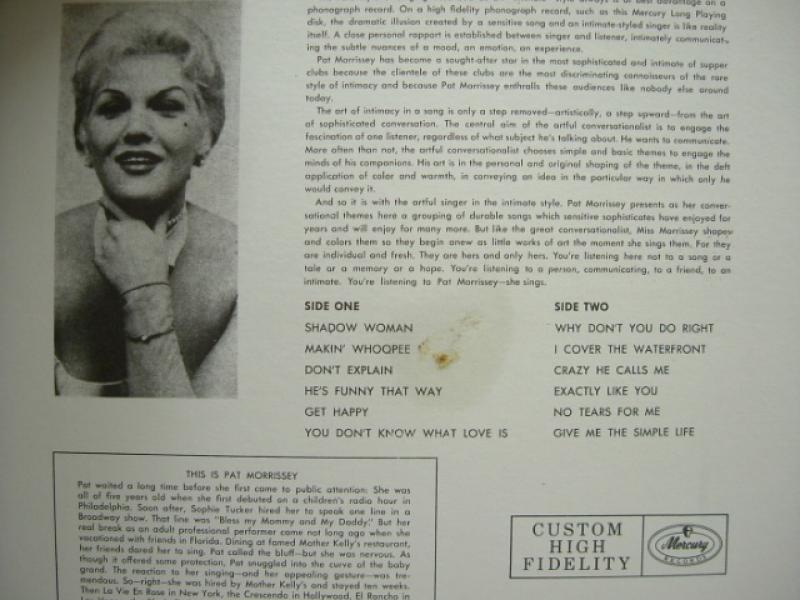 phonograph record. On a high fidelity phonograph record, such as this Mercury Long Playing
disk, the dramatic illusion created by a sensitive song and an intimate-styled singer is like reality
itself. A close personal rapport is established between singer and listener, intimately communicat-
ing the subtle nuances of a mood, an emotion, an experience.
Pat Morrissey has become a sought-after star in the most sophisticated and intimate of supper
clubs because the clientele of these clubs are the most discriminating connoisseurs of the rare
style of intimacy and because Pat Morrissey enthralls these audiences like nobody else around
today.
The art of intimacy in a song is only a step removed—artistically, a step upward—from the art
of sophisticated conversation. The central aim of the artful conversationalist is to engage the
fascination of one listener, regardless of what subject he's talking about. He wants to communicate.
More often than not, the artful conversationalist chooses simple and basic themes to engage the
minds of his companions. His art is in the personal and original shaping of the theme, in the deft
application of color and warmth, in conveying an idea in the particular way in which only he
would convey it.
And so it is with the artful singer in the intimate style. Pat Morrissey presents as her conver-
sational themes here a grouping of durable songs which sensitive sophisticates have enjoyed for
years and will enjoy for many more. But like the great conversationalist, Miss Morrissey shapes
and colors them so they begin anew as little works of art the moment she sings them. For they
are individual and fresh. They are hers and only hers. You're listening here not to a song or a
tale or a memory or a hope. You're listening to a person, communicating, to a friend, to an
intimate. You're listening to Pat Morrissey—she sings.
SIDE ONE
SHADOW WOMAN
MAKIN' WHOOPEE
DON'T EXPLAIN
HE'S FUNNY THAT WAY
GET HAPPY
YOU DON'T KNOW WHAT LOVE IS
SIDE TWO
WHY DON'T YOU DO RIGHT
I COVER THE WATERFRONT
CRAZY HE CALLS ME
EXACTLY LIKE YOU
NO TEARS FOR ME
GIVE ME THE SIMPLE LIFE
THIS IS PAT MORRISSEY
Pat waited a long time before she first came to public attention: She was
all of five years old when she first debuted on a children's radio hour in
Philadelphia. Soon after, Sophie Tucker hired her to speak one line in a
Broadway show. That line was "Bless my Mommy and My Daddy." But her
real break as an adult professional performer came not long ago when she
vacationed with friends in Florida. Dining at famed Mother Kelly's restaurant,
her friends dared her to sing. Pat called the bluff—but she was nervous. As
though it offered some protection, Pat snuggled into the curve of the baby
grand. The reaction to her singing—and her appealing gesture—was tre-
mendous. So—right—she was hired by Mother Kelly's and stayed ten weeks.
Then La Vie En Rose in New York, the Crescendo in Hollywood, El Rancho in
CUSTOM
HIGH
FIDELITY
Mercury
RECORDS